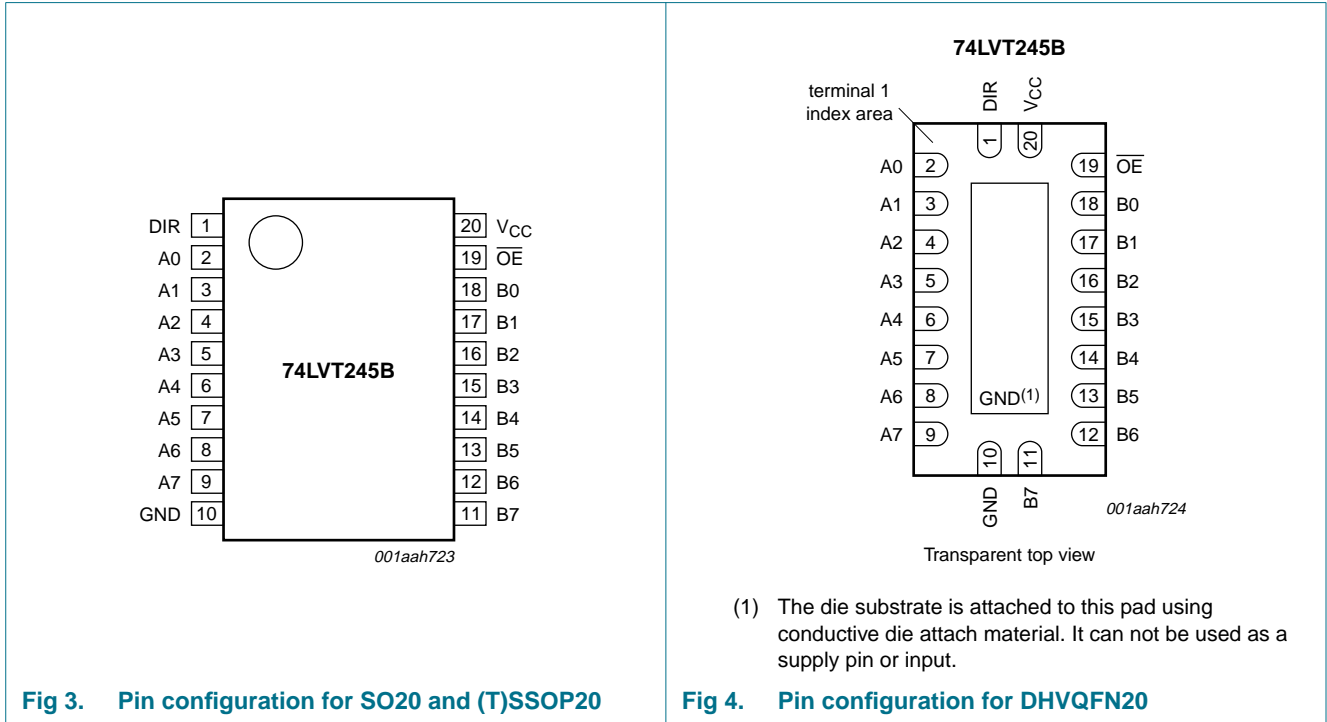 DIR 1
A0 2
A1 3
A2 4
A3 5
A4 6
A5 7
A6 8
A7 9
GND 10
74LVT245B
20 VCC
19 OE
18 B0
17 B1
16 B2
15 B3
14 B4
13 B5
12 B6
11 B7
001aah723
Fig 3. Pin configuration for SO20 and (T)SSOP20
74LVT245B
terminal 1
index area
DIR
VCC
1
20
A0 2
19 OE
A1 3
18 B0
A2 4
17 B1
A3 5
16 B2
A4 6
15 B3
A5 7
14 B4
A6 8
GND(1)
13 B5
A7 9
12 B6
10
11
GND
B7
001aah724
Transparent top view
(1) The die substrate is attached to this pad using
conductive die attach material. It can not be used as a
supply pin or input.
Fig 4. Pin configuration for DHVQFN20